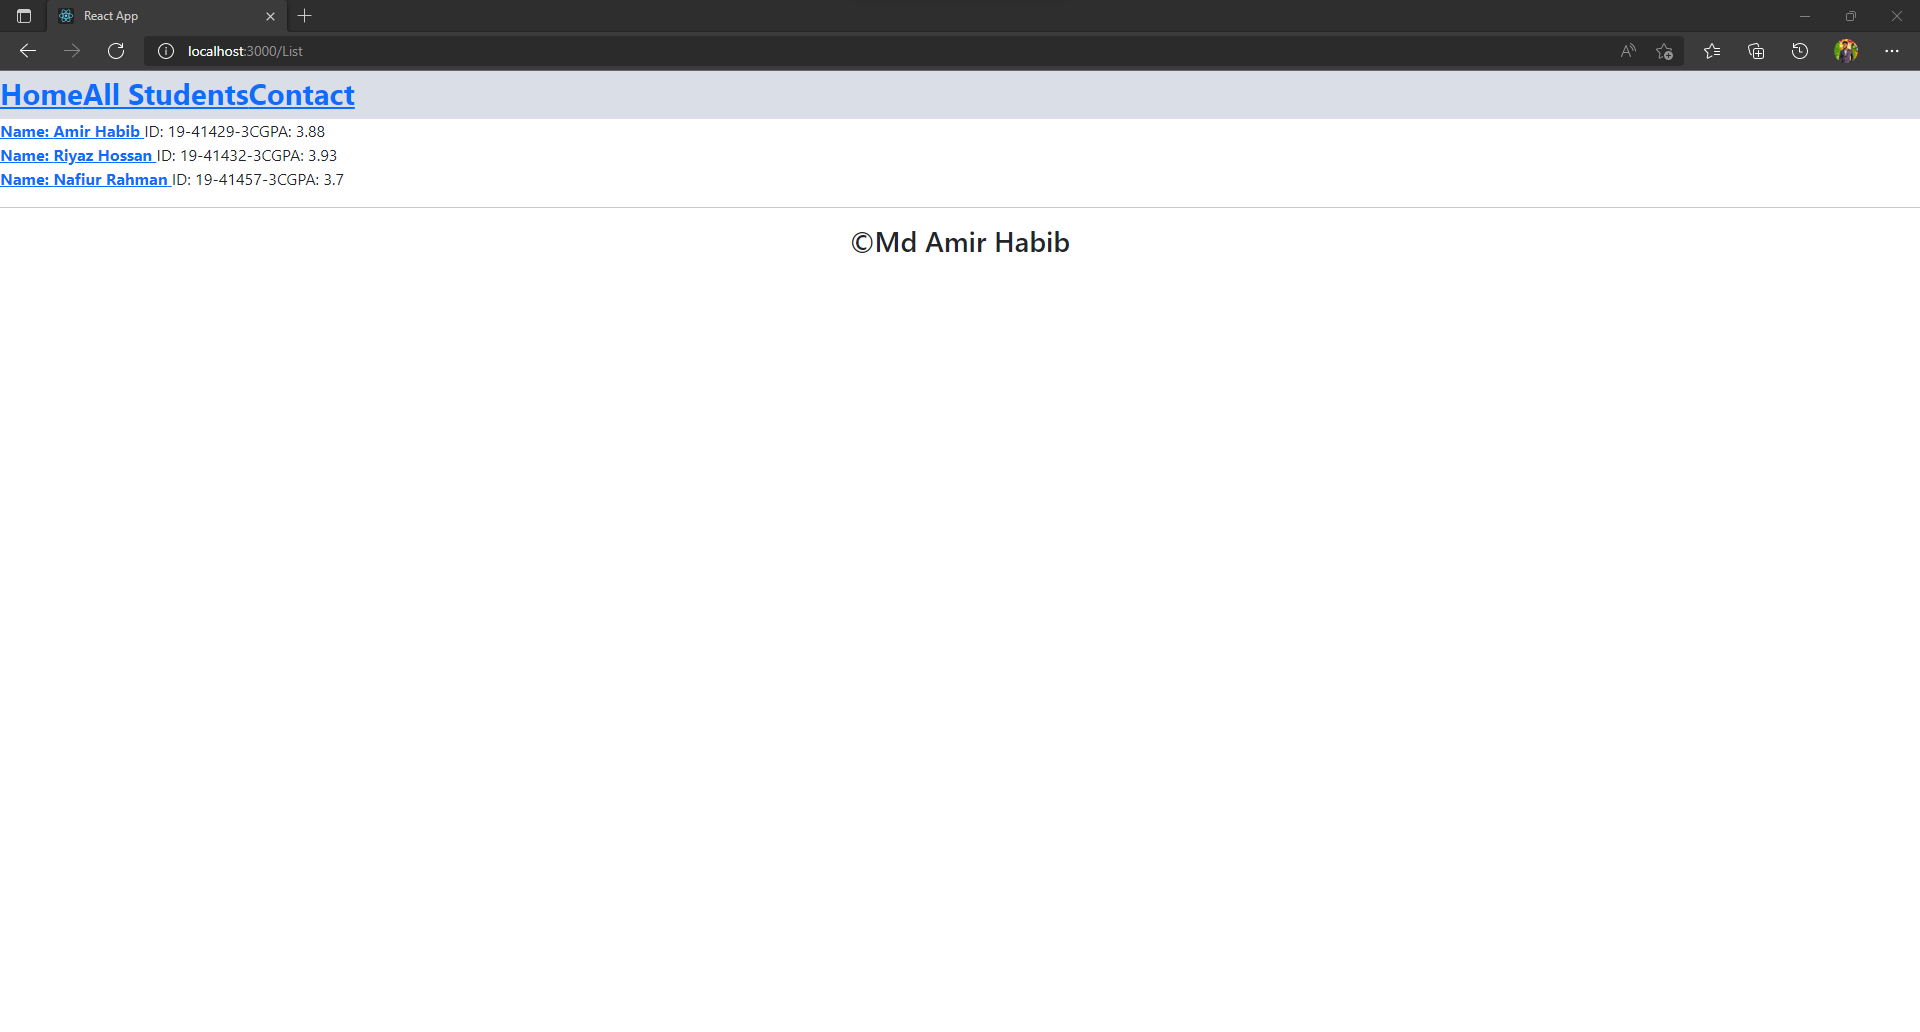 React App
localhost:3000/List
HomeAll StudentsContact
Name: Amir Habib ID: 19-41429-3CGPA: 3.88
Name: Riyaz Hossan ID: 19-41432-3CGPA: 3.93
Name: Nafiur Rahman ID: 19-41457-3CGPA: 3.7
©Md Amir Habib